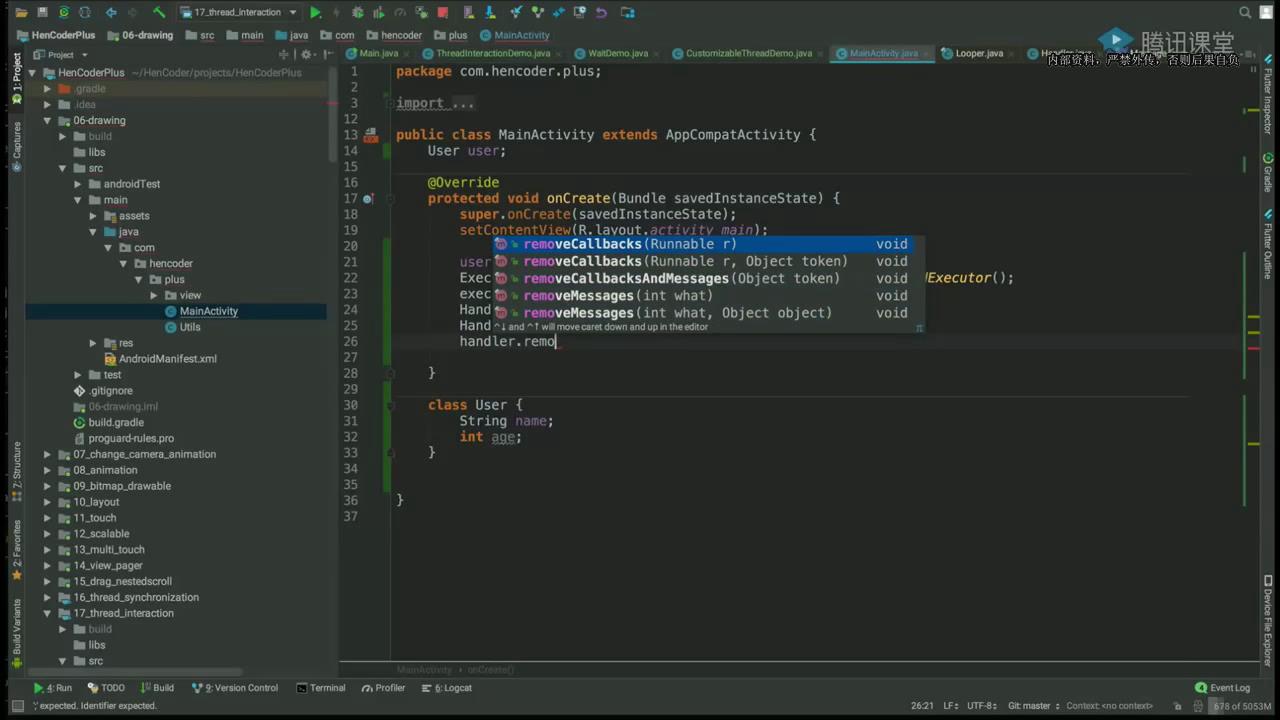 17_thread_interaction
HenCoderPlus 06-drawing src main java com hencoder plus MainActivity
腾讯课堂
内部资料，严禁外传，否则后果自负
Project
Main.java ThreadInteractionDemo.java WaitDemo.java CustomizableThreadDemo.java MainActivity.java Looper.java
HenCoderPlus ~/HenCoder/projects/HenCoderPlus
.gradle
.idea
06-drawing
build
libs
src
androidTest
main
assets
java
com
hencoder
plus
view
MainActivity
Utils
res
AndroidManifest.xml
test
.gitignore
06-drawing.iml
build.gradle
proguard-rules.pro
07_change_camera_animation
08_animation
09_bitmap_drawable
10_layout
11_touch
12_scalable
13_multi_touch
14_view_pager
15_drag_nestedscroll
16_thread_synchronization
17_thread_interaction
build
libs
src
1 package com.hencoder.plus;
2
3 import ...
12
13 public class MainActivity extends AppCompatActivity {
14 User user;
15
16 @Override
17 protected void onCreate(Bundle savedInstanceState) {
18 super.onCreate(savedInstanceState);
19 setContentView(R.layout.activity_main);
20
21 user
22 Exec dExecutor();
23 exec
24 Hand
25 Hand
26 handler.remo
27
28 }
29
30 class User {
31 String name;
32 int age;
33 }
34
35
36 }
37
removeCallbacks(Runnable r) void
removeCallbacks(Runnable r, Object token) void
removeCallbacksAndMessages(Object token) void
removeMessages(int what) void
removeMessages(int what, Object object) void
^↓ and ^↑ will move caret down and up in the editor π
MainActivity › onCreate()
1: Project
Captures
7: Structure
2: Favorites
Build Variants
Flutter Inspector
Gradle
Flutter Outline
Device File Explorer
4: Run TODO Build 9: Version Control Terminal Profiler 6: Logcat Event Log
';' expected. Identifier expected. 26:21 LF UTF-8 Git: master Context: <no context> 678 of 5053M